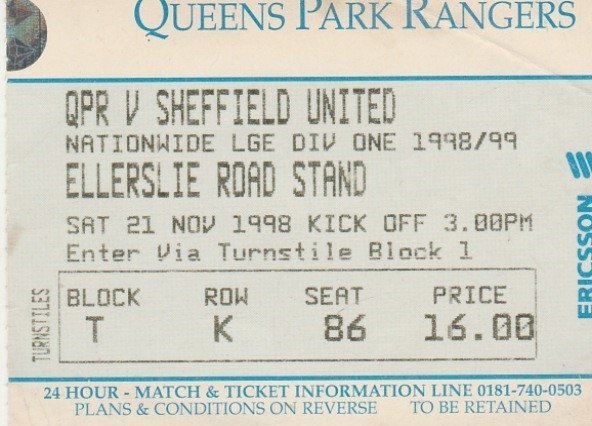 QUEENS PARK RANGERS
QPR V SHEFFIELD UNITED
NATIONWIDE LGE DIV ONE 1998/99
ELLERSLIE ROAD STAND
SAT 21 NOV 1998 KICK OFF 3.00PM
Enter Via Turnstile Block 1
BLOCK ROW SEAT PRICE
T K 86 16.00
TURNSTILES
ERICSSON
24 HOUR - MATCH & TICKET INFORMATION LINE 0181-740-0503
PLANS & CONDITIONS ON REVERSE TO BE RETAINED